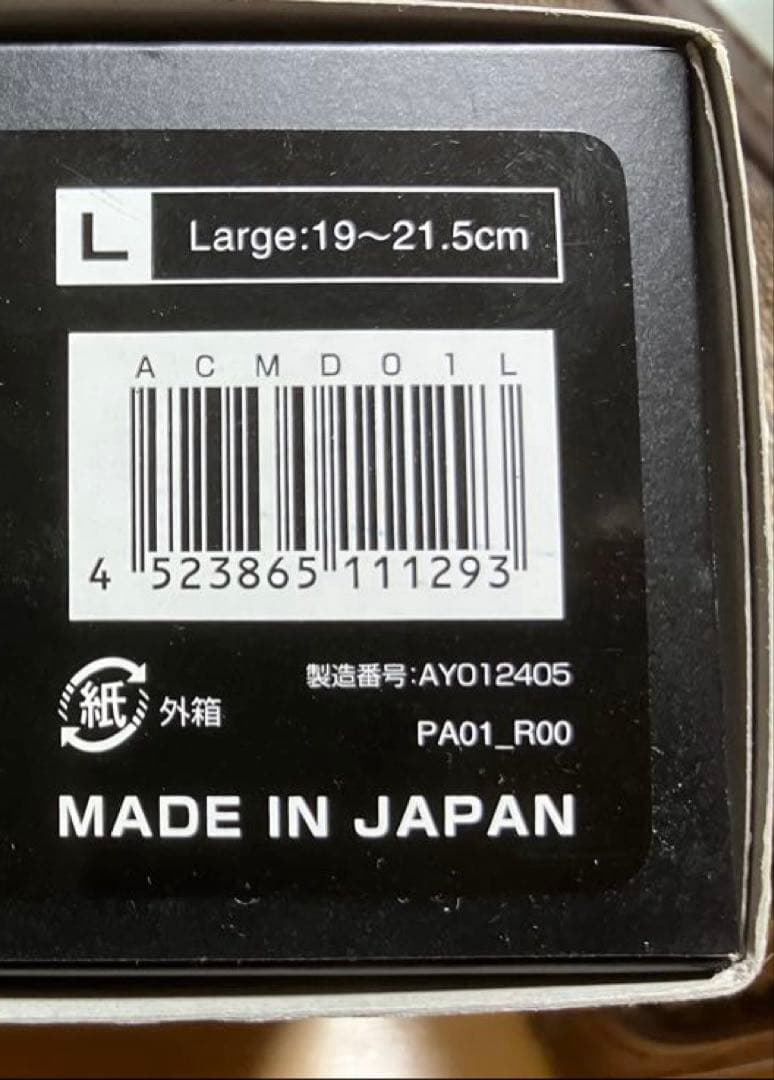 L Large:19～21.5cm
ACMD01L
4 523865 111293
製造番号:AY012405
紙 外箱
PA01_R00
MADE IN JAPAN